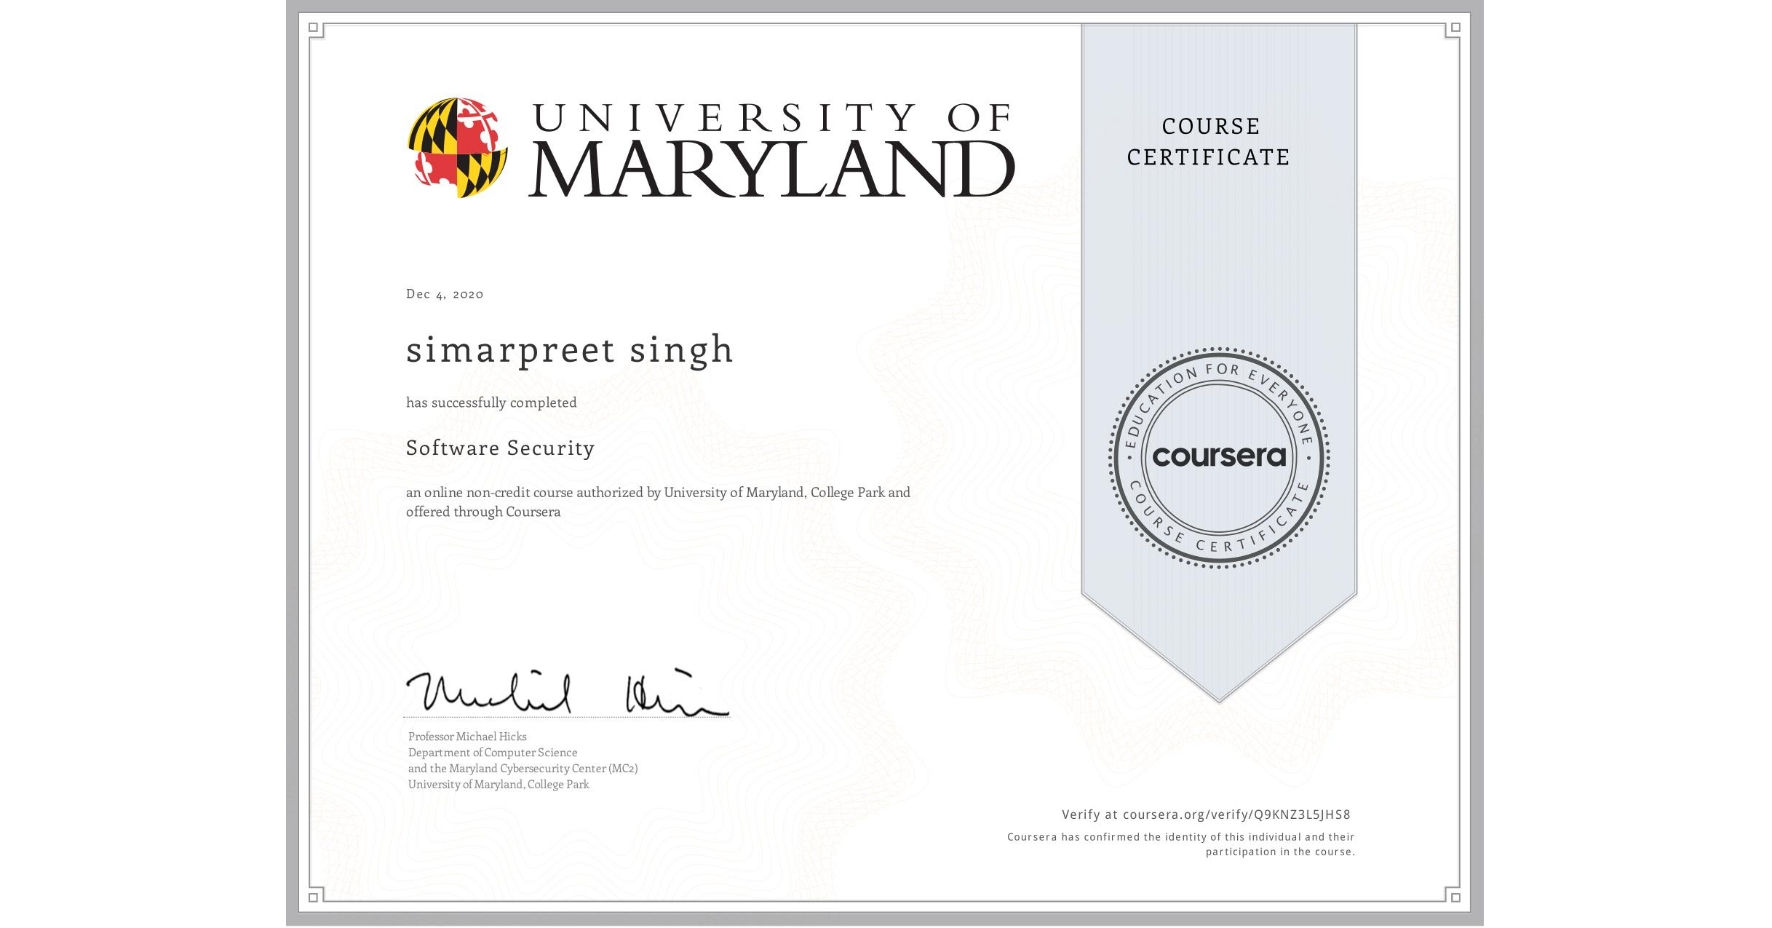 UNIVERSITY OF
MARYLAND
COURSE
CERTIFICATE
Dec 4, 2020
simarpreet singh
has successfully completed
Software Security
an online non-credit course authorized by University of Maryland, College Park and
offered through Coursera
EDUCATION FOR EVERYONE
coursera
COURSE CERTIFICATE
Michael Hicks
Professor Michael Hicks
Department of Computer Science
and the Maryland Cybersecurity Center (MC2)
University of Maryland, College Park
Verify at coursera.org/verify/Q9KNZ3L5JHS8
Coursera has confirmed the identity of this individual and their
participation in the course.